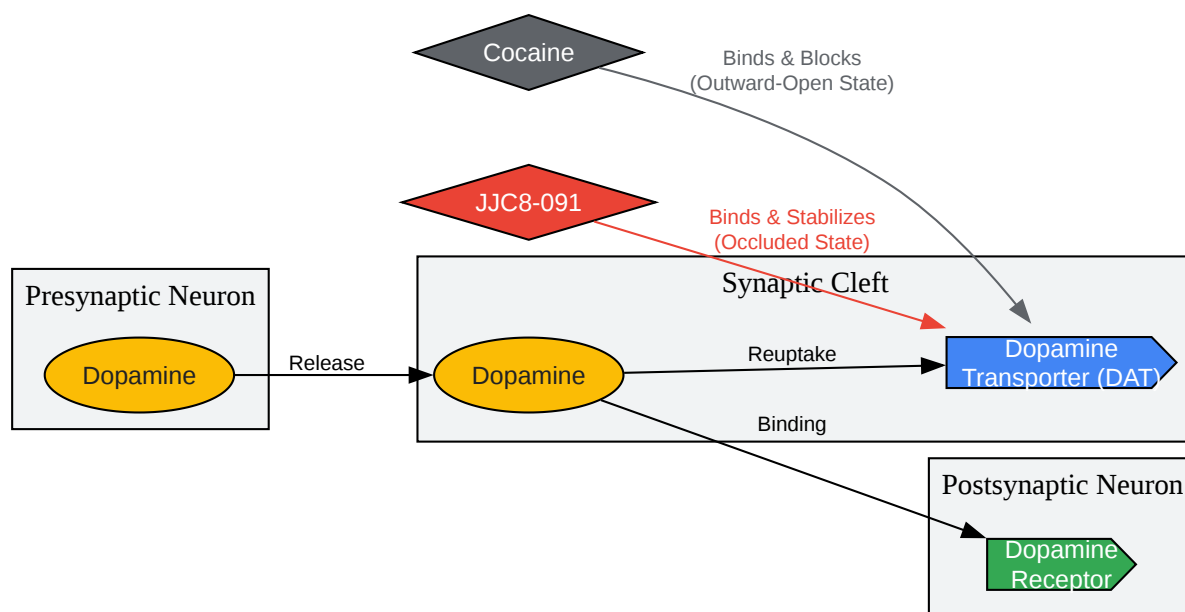 Cocaine
Binds & Blocks
(Outward-Open State)
JJC8-091
Binds & Stabilizes
(Occluded State)
Presynaptic Neuron
Synaptic Cleft
Dopamine
Release
Dopamine
Reuptake
Dopamine
Transporter (DAT)
Binding
Postsynaptic Neuron
Dopamine
Receptor